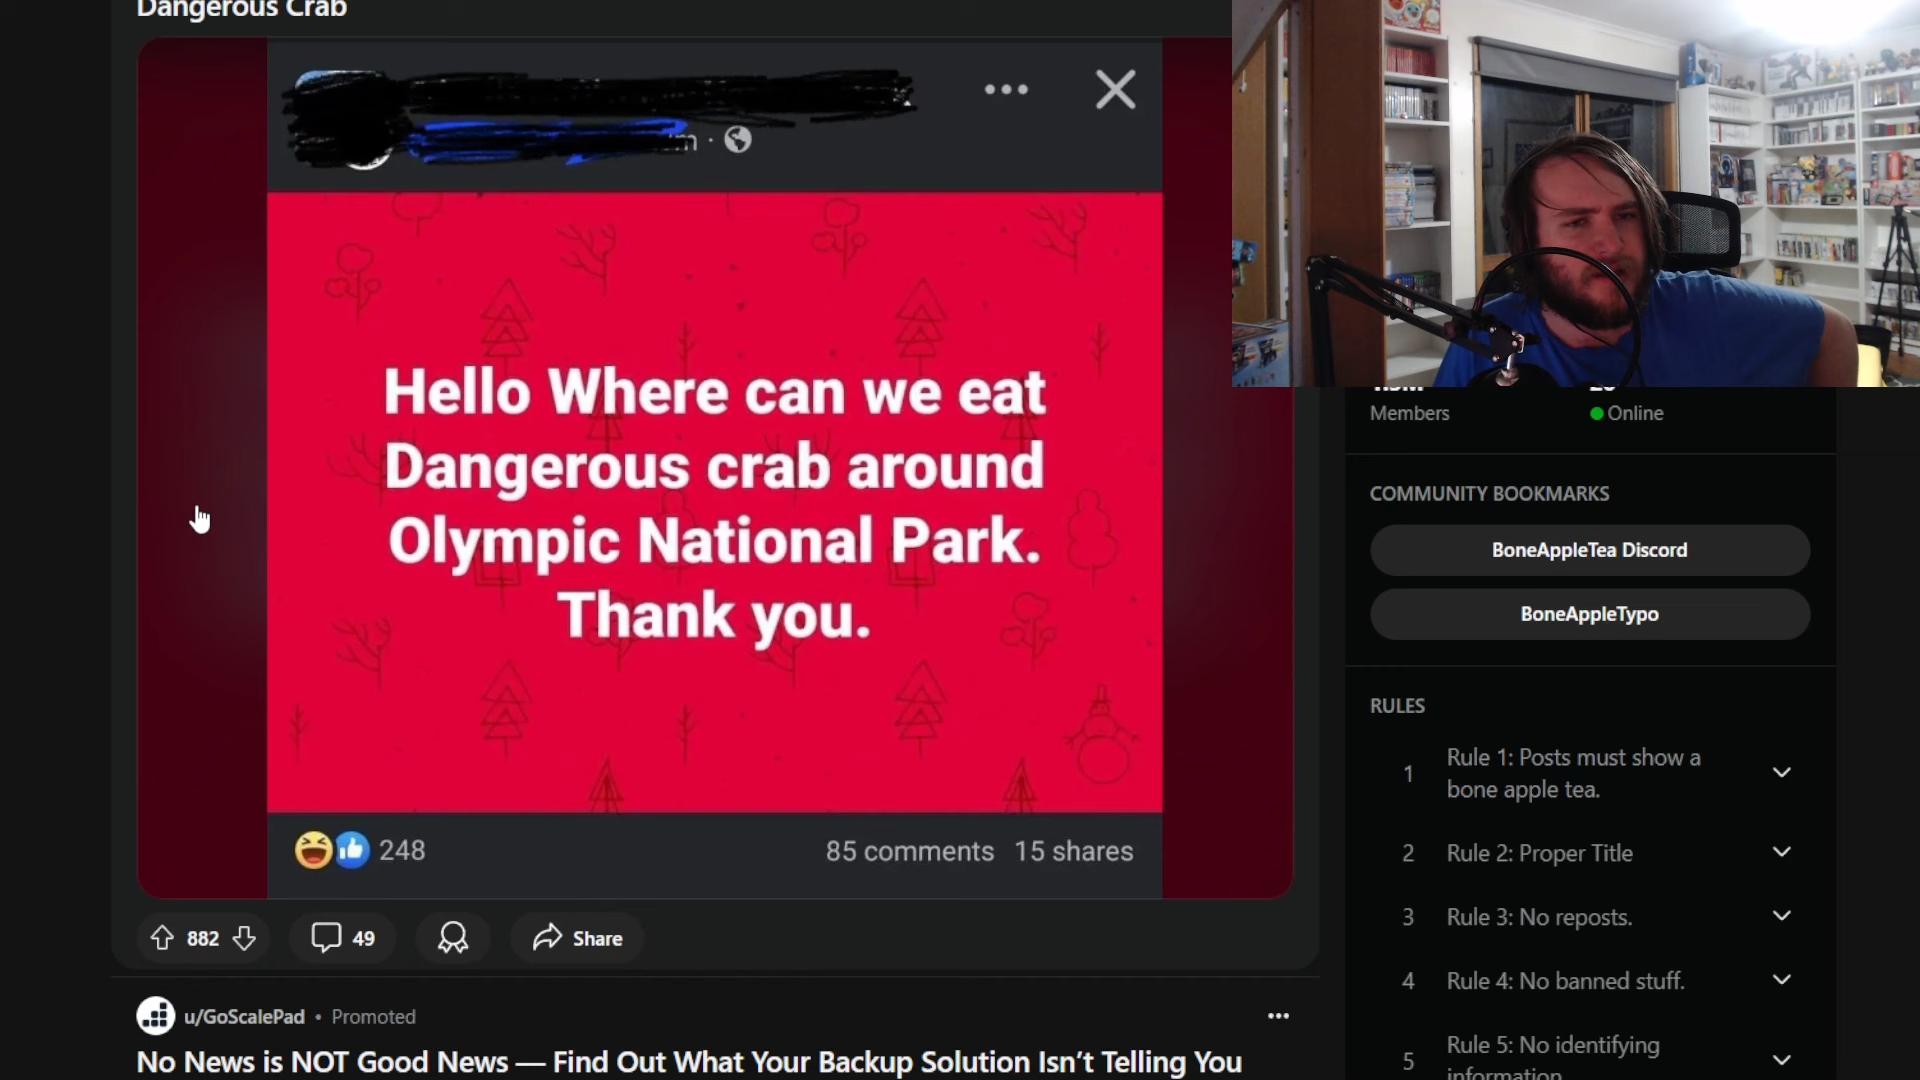 Dangerous Crab
Hello Where can we eat
Dangerous crab around
Olympic National Park.
Thank you.
248
85 comments 15 shares
882
49
Share
u/GoScalePad • Promoted
No News is NOT Good News — Find Out What Your Backup Solution Isn't Telling You
Members
Online
COMMUNITY BOOKMARKS
BoneAppleTea Discord
BoneAppleTypo
RULES
1 Rule 1: Posts must show a
bone apple tea.
2 Rule 2: Proper Title
3 Rule 3: No reposts.
4 Rule 4: No banned stuff.
5 Rule 5: No identifying
information